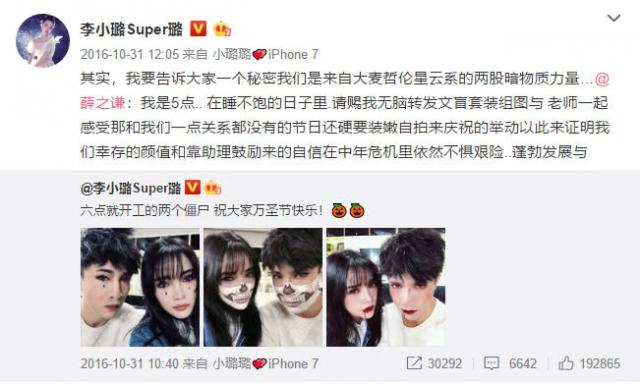 李小璐Super璐
2016-10-31 12:05 来自 小璐璐❤iPhone 7
其实，我要告诉大家一个秘密我们是来自大麦哲伦星云系的两股暗物质力量...@
薛之谦：我是5点.. 在睡不饱的日子里.请赐我无脑转发文盲套装组图与 老师一起
感受那和我们一点关系都没有的节日还硬要装嫩自拍来庆祝的举动以此来证明我
们幸存的颜值和靠助理鼓励来的自信在中年危机里依然不惧艰险..蓬勃发展与
@李小璐Super璐
六点就开工的两个僵尸 祝大家万圣节快乐！🎃🎃
2016-10-31 10:40 来自 小璐璐❤iPhone 7 30292 6642 192865